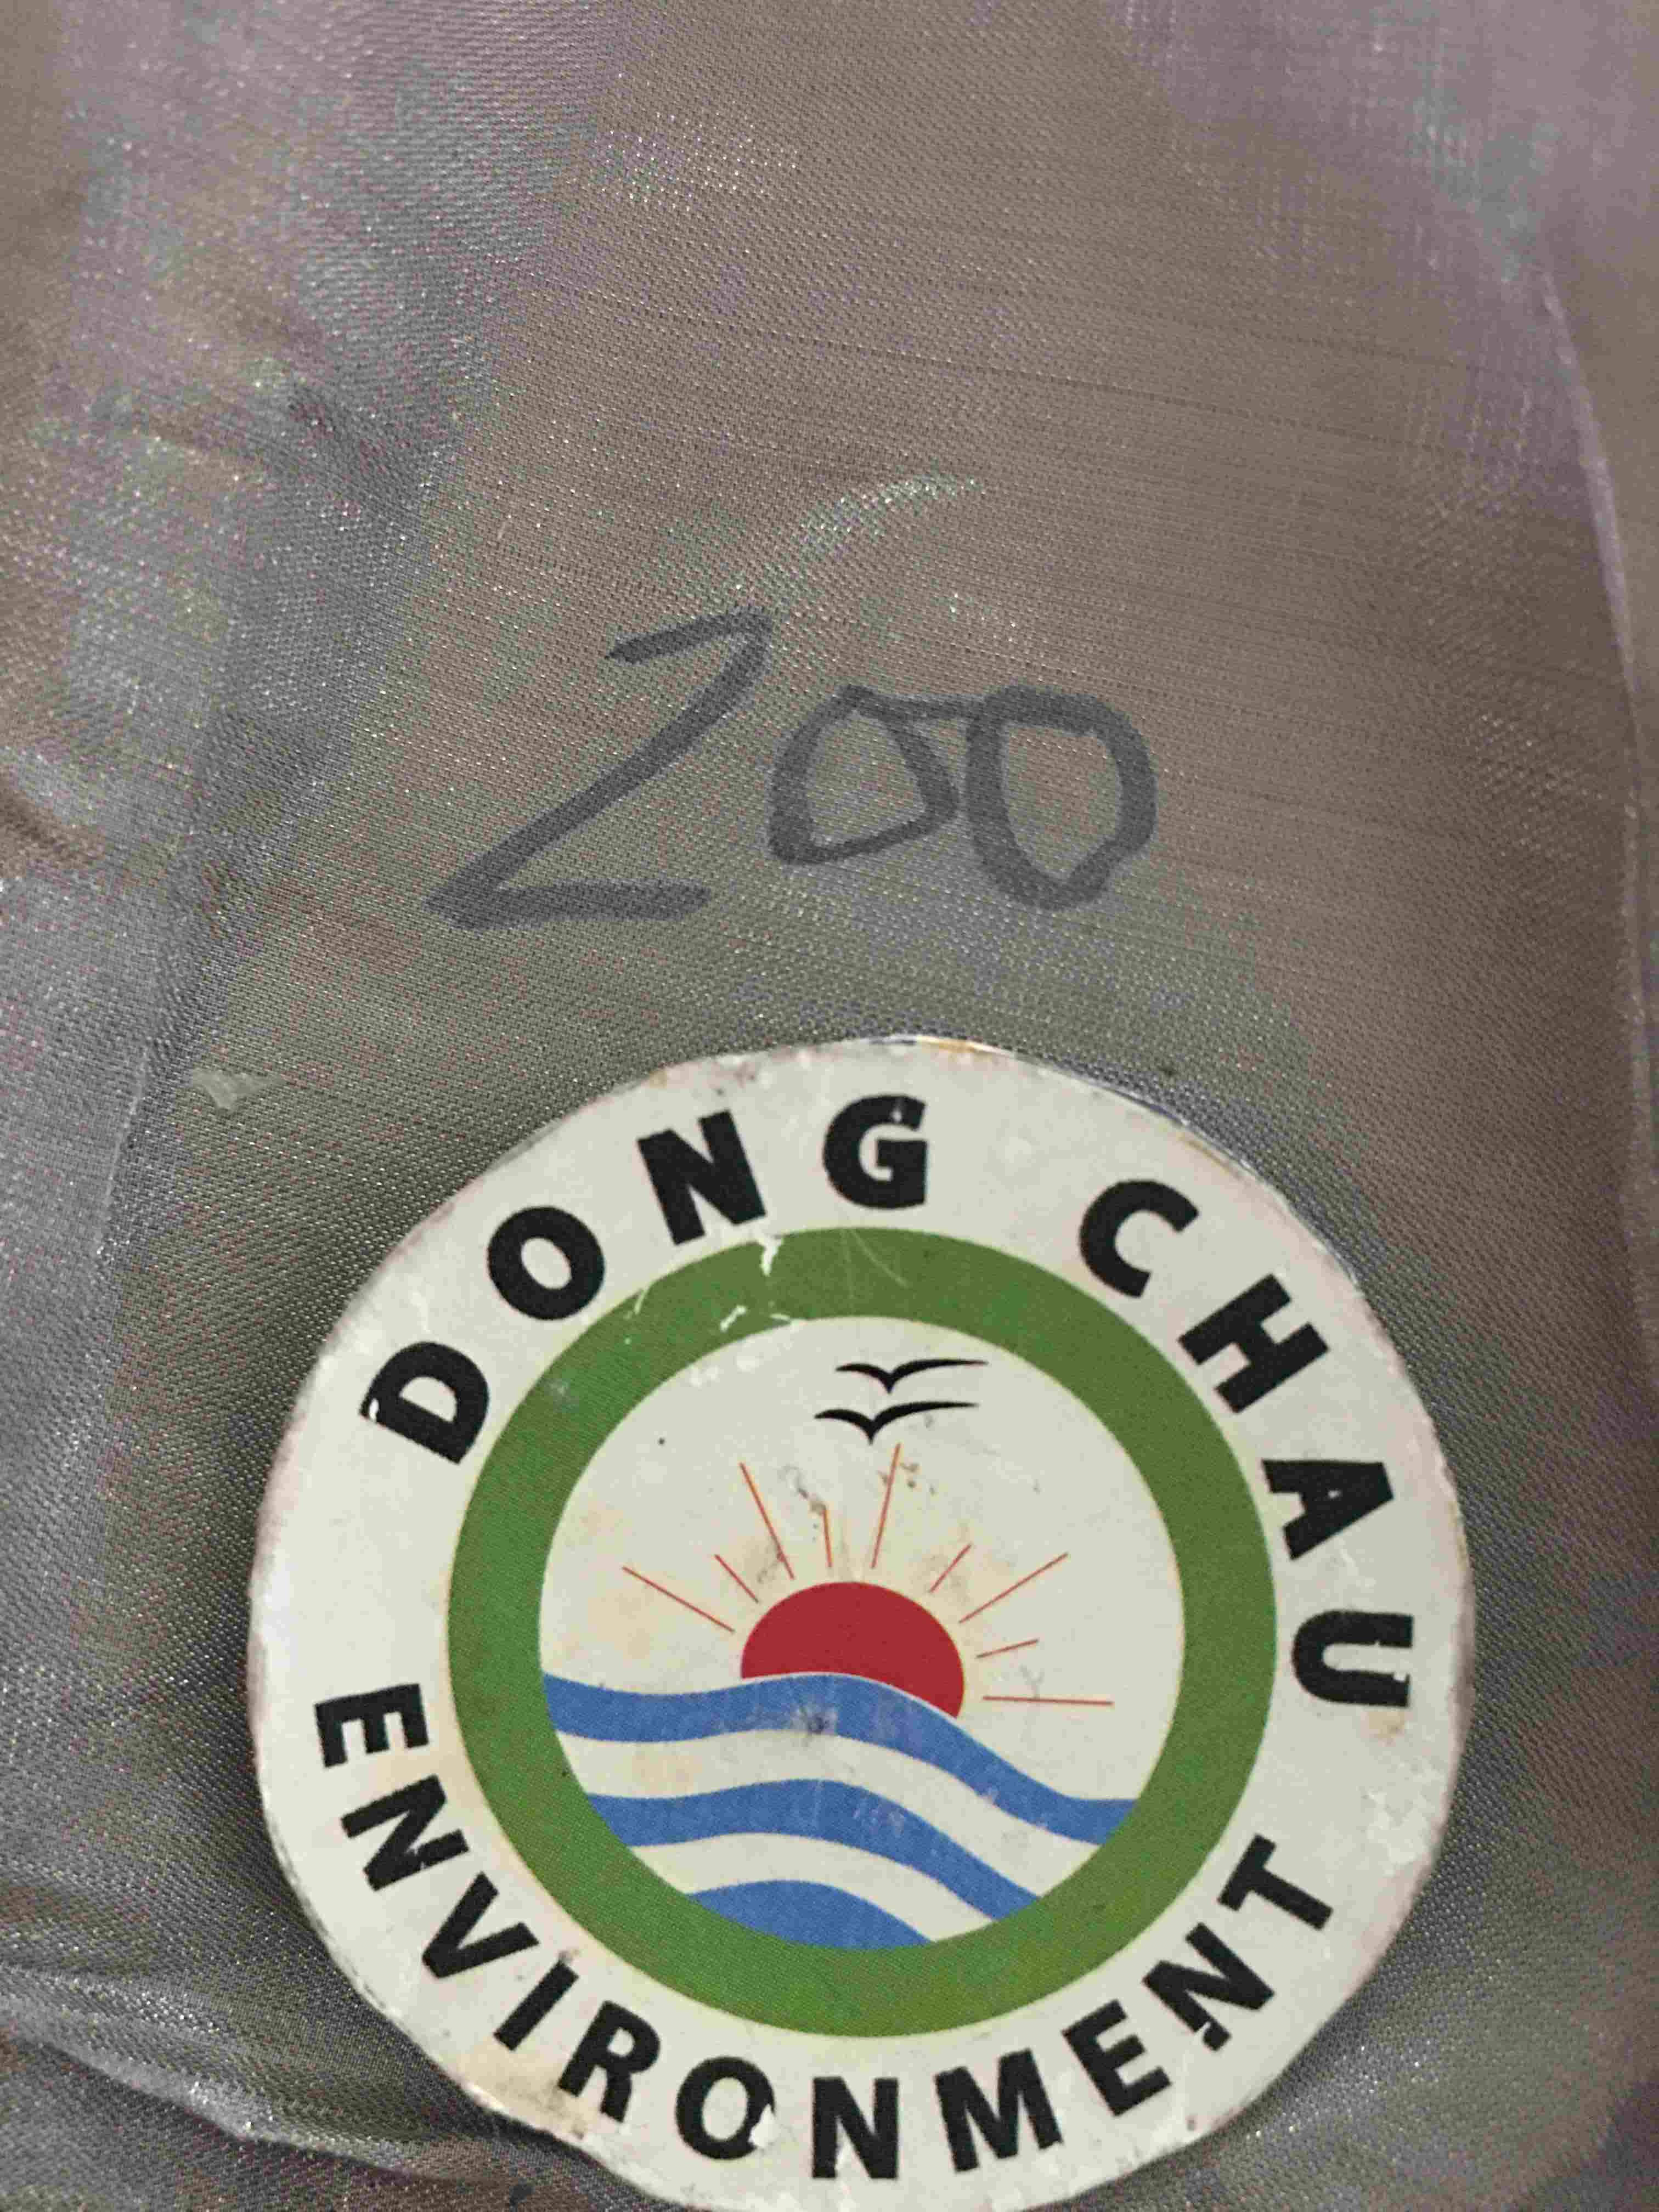 200
DONG CHAU
ENVIRONMENT